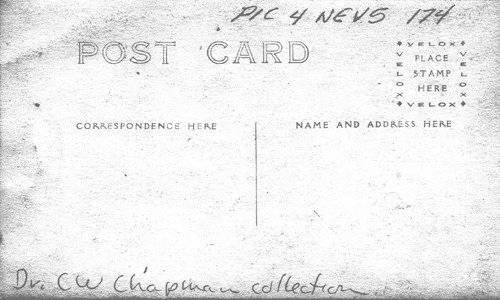 PIC 4 NEVS 174
POST CARD
VELOX
VELOX
PLACE
STAMP
HERE
VELOX
VELOX
CORRESPONDENCE HERE
NAME AND ADDRESS HERE
Dr. CW Chapman collection